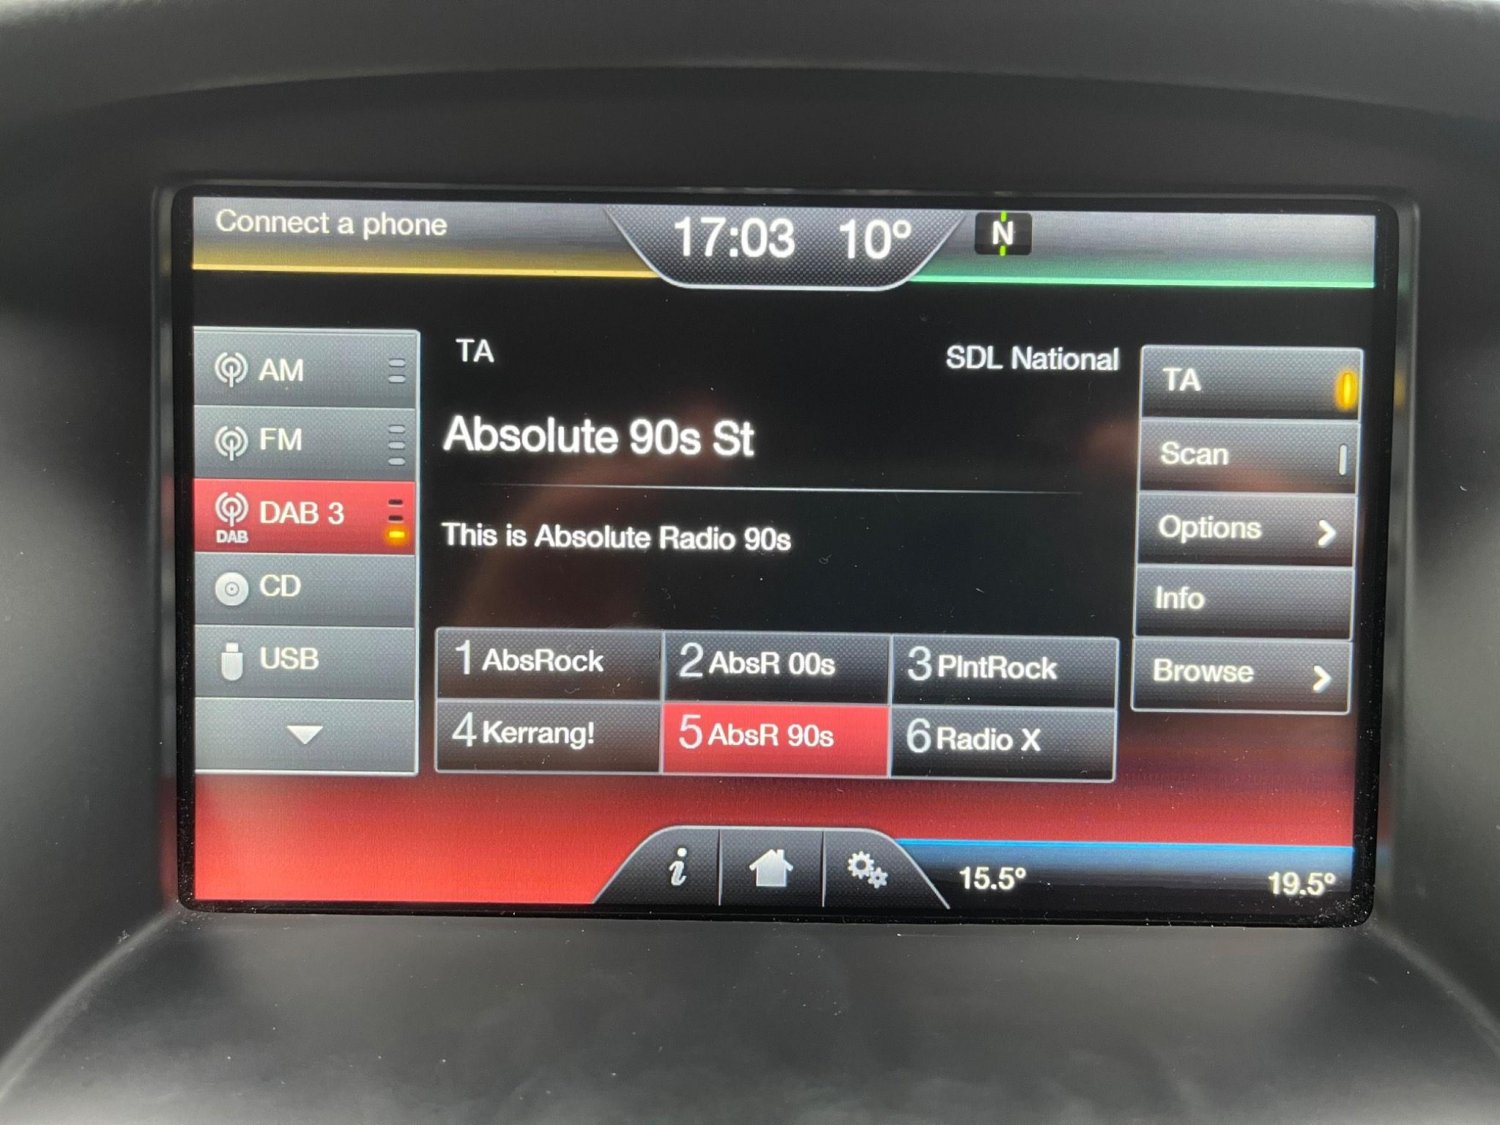 Connect a phone
17:03 10°
N
AM
FM
DAB 3
DAB
CD
USB
TA
SDL National
Absolute 90s St
This is Absolute Radio 90s
1 AbsRock
2 AbsR 00s
3 PlntRock
4 Kerrang!
5 AbsR 90s
6 Radio X
TA
Scan
Options
Info
Browse
i
15.5°
19.5°